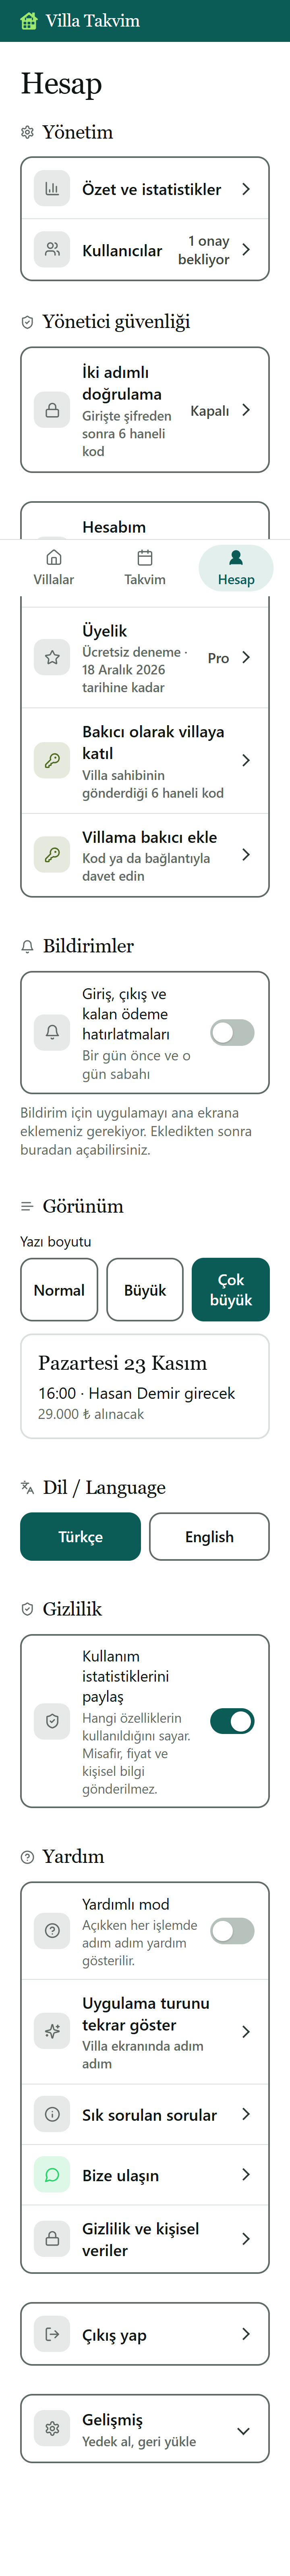 Villa Takvim
Hesap
Yönetim
Özet ve istatistikler
Kullanıcılar
1 onay
bekliyor
Yönetici güvenliği
İki adımlı
doğrulama
Girişte şifreden
sonra 6 haneli
kod
Kapalı
Hesabım
Villalar
Takvim
Hesap
Üyelik
Ücretsiz deneme ·
18 Aralık 2026
tarihine kadar
Pro
Bakıcı olarak villaya
katıl
Villa sahibinin
gönderdiği 6 haneli kod
Villama bakıcı ekle
Kod ya da bağlantıyla
davet edin
Bildirimler
Giriş, çıkış ve
kalan ödeme
hatırlatmaları
Bir gün önce ve o
gün sabahı
Bildirim için uygulamayı ana ekrana
eklemeniz gerekiyor. Ekledikten sonra
buradan açabilirsiniz.
Görünüm
Yazı boyutu
Normal
Büyük
Çok
büyük
Pazartesi 23 Kasım
16:00 · Hasan Demir girecek
29.000 ₺ alınacak
Dil / Language
Türkçe
English
Gizlilik
Kullanım
istatistiklerini
paylaş
Hangi özelliklerin
kullanıldığını sayar.
Misafir, fiyat ve
kişisel bilgi
gönderilmez.
Yardım
Yardımlı mod
Açıkken her işlemde
adım adım yardım
gösterilir.
Uygulama turunu
tekrar göster
Villa ekranında adım
adım
Sık sorulan sorular
Bize ulaşın
Gizlilik ve kişisel
veriler
Çıkış yap
Gelişmiş
Yedek al, geri yükle